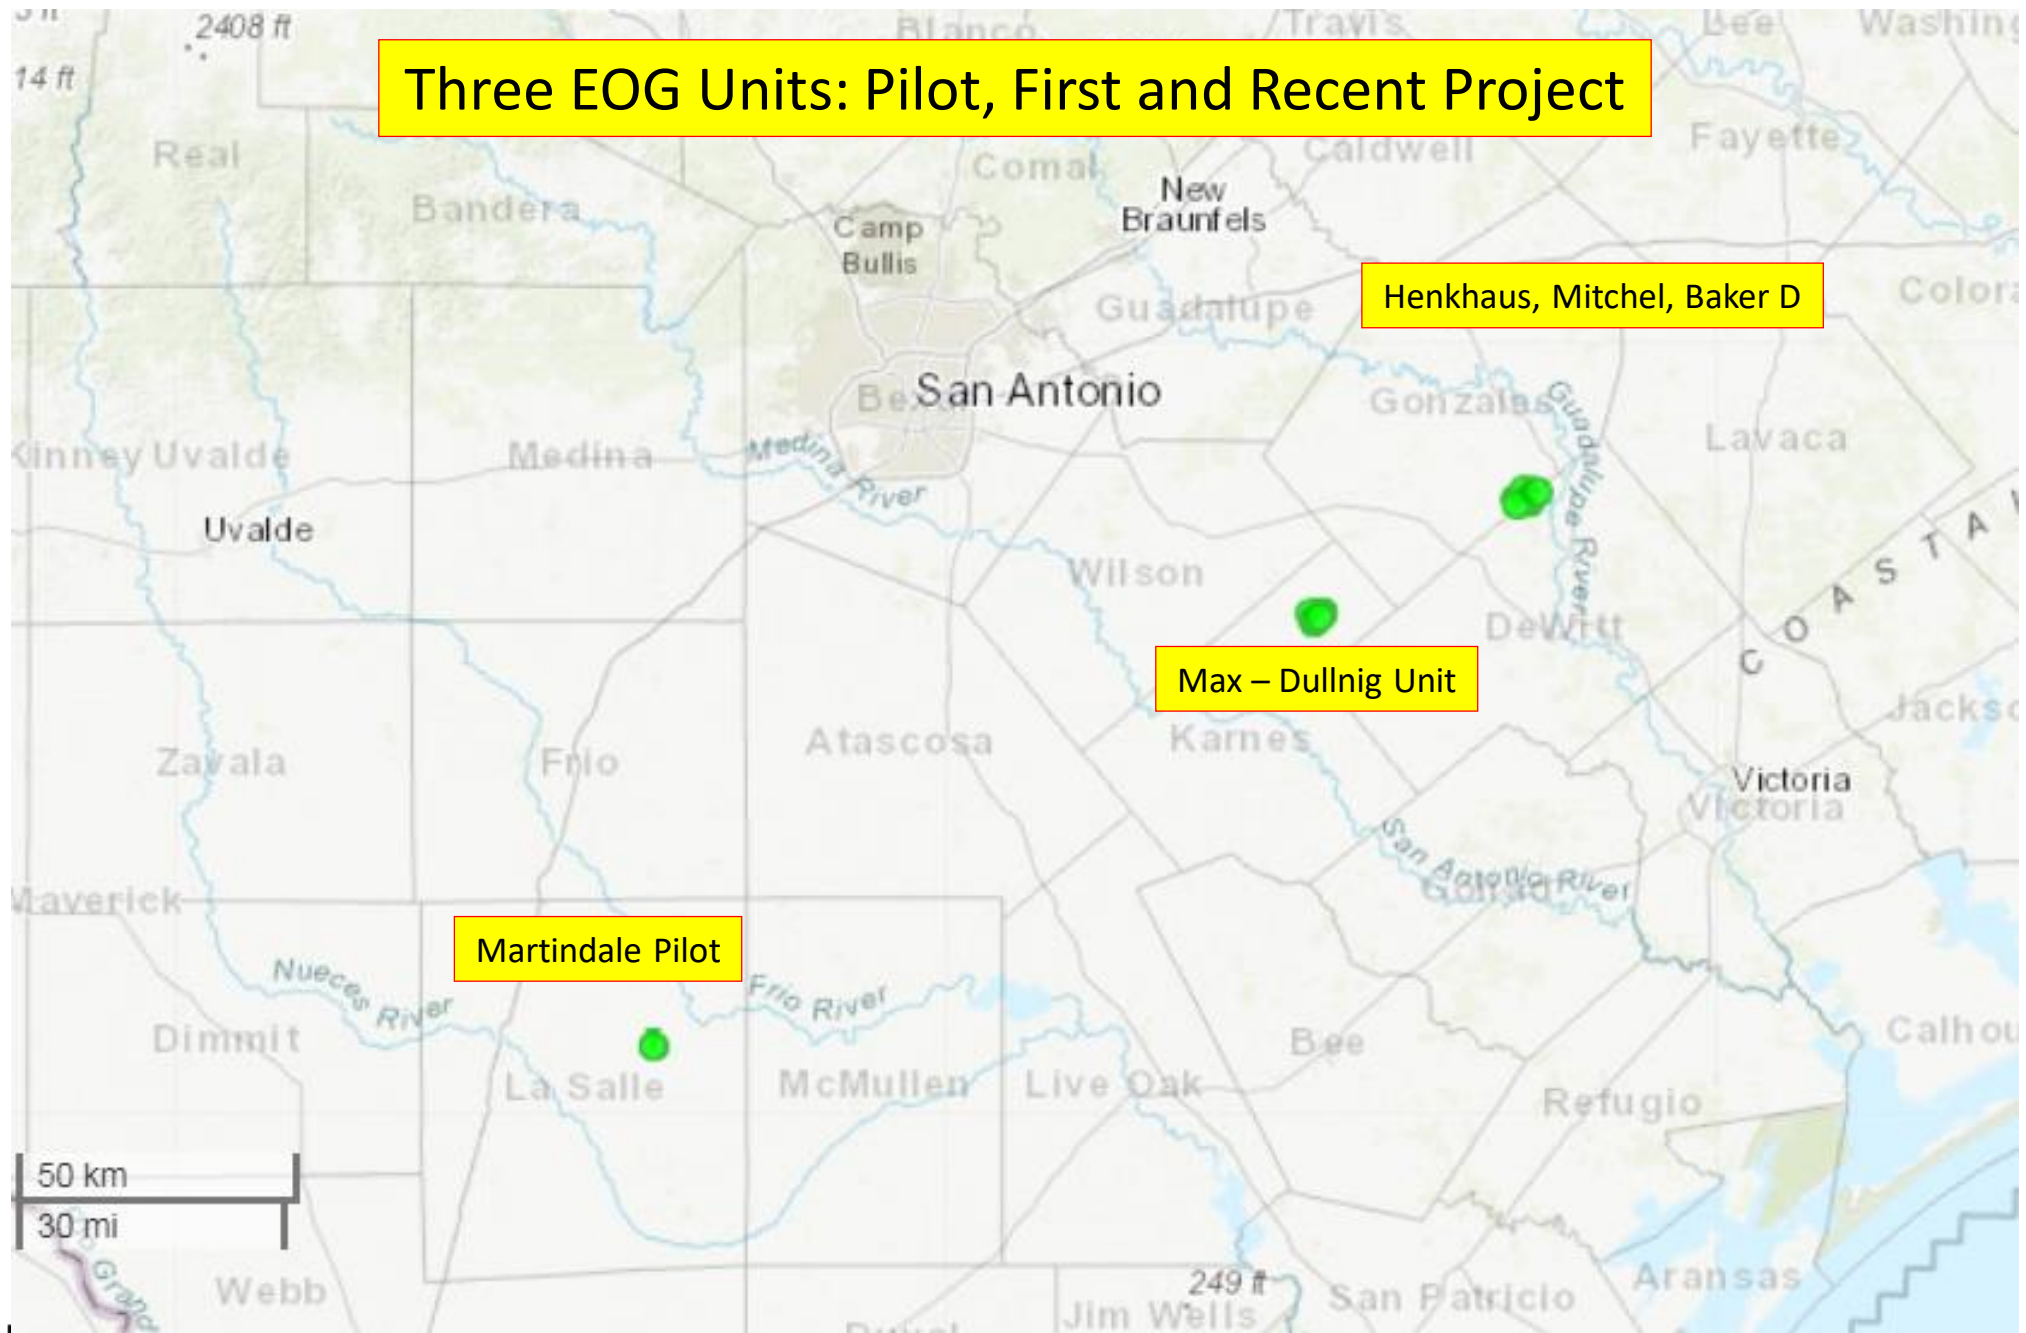 2408 ft
Blanco
Travis
Lee
Washing
14 ft
Three EOG Units: Pilot, First and Recent Project
Real
Comal
Caldwell
Fayette
Bandera
New
Braunfels
Camp
Bullis
Henkhaus, Mitchel, Baker D
Guadalupe
Colora
San Antonio
Gonzales
Guadalupe River
Lavaca
Kinney
Uvalde
Medina
Medina River
Uvalde
Wilson
COASTA
DeWitt
Max – Dullnig Unit
Jackso
Zavala
Frio
Atascosa
Karnes
Victoria
Victoria
San Antonio River
Goliad
Maverick
Martindale Pilot
Nueces River
Frio River
Dimmit
Bee
Calhou
La Salle
McMullen
Live Oak
Refugio
50 km
30 mi
Grand
Webb
249 ft
Jim Wells
San Patricio
Aransas